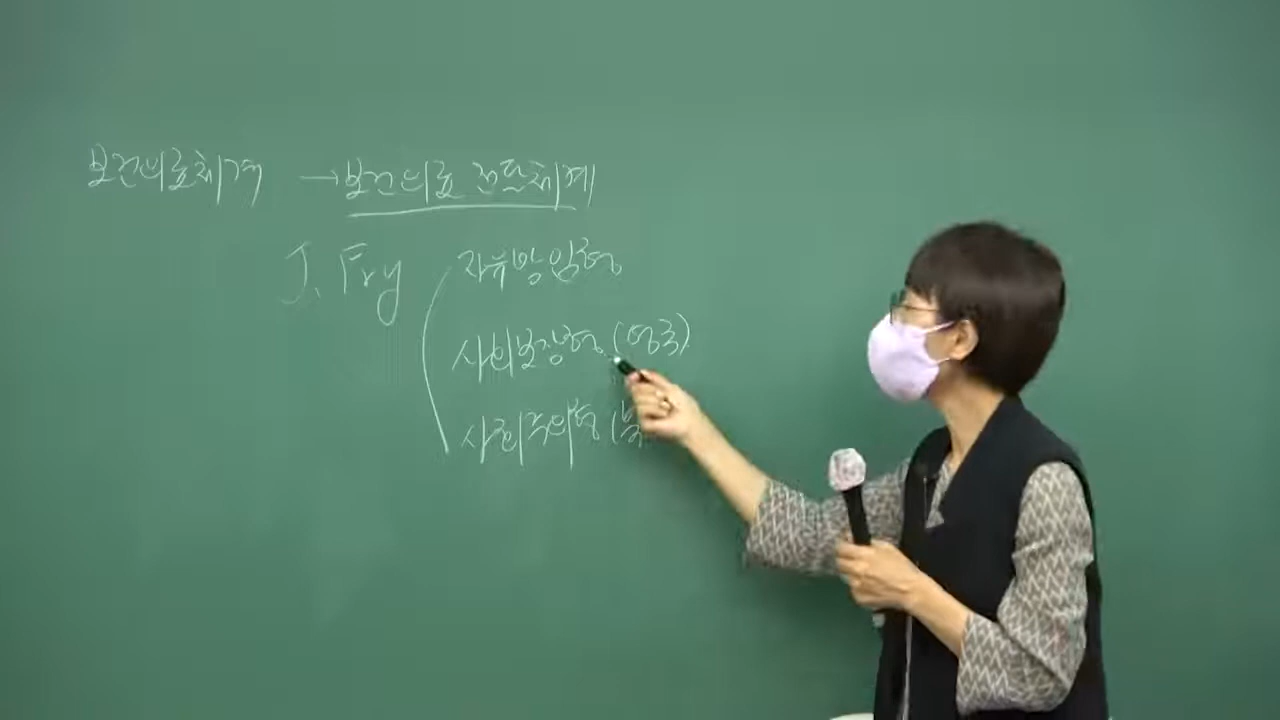 보건의료체계 → 보건의료 전달체계
J. Fry
자유방임형
사회보장형 (영국)
사회주의형 (북